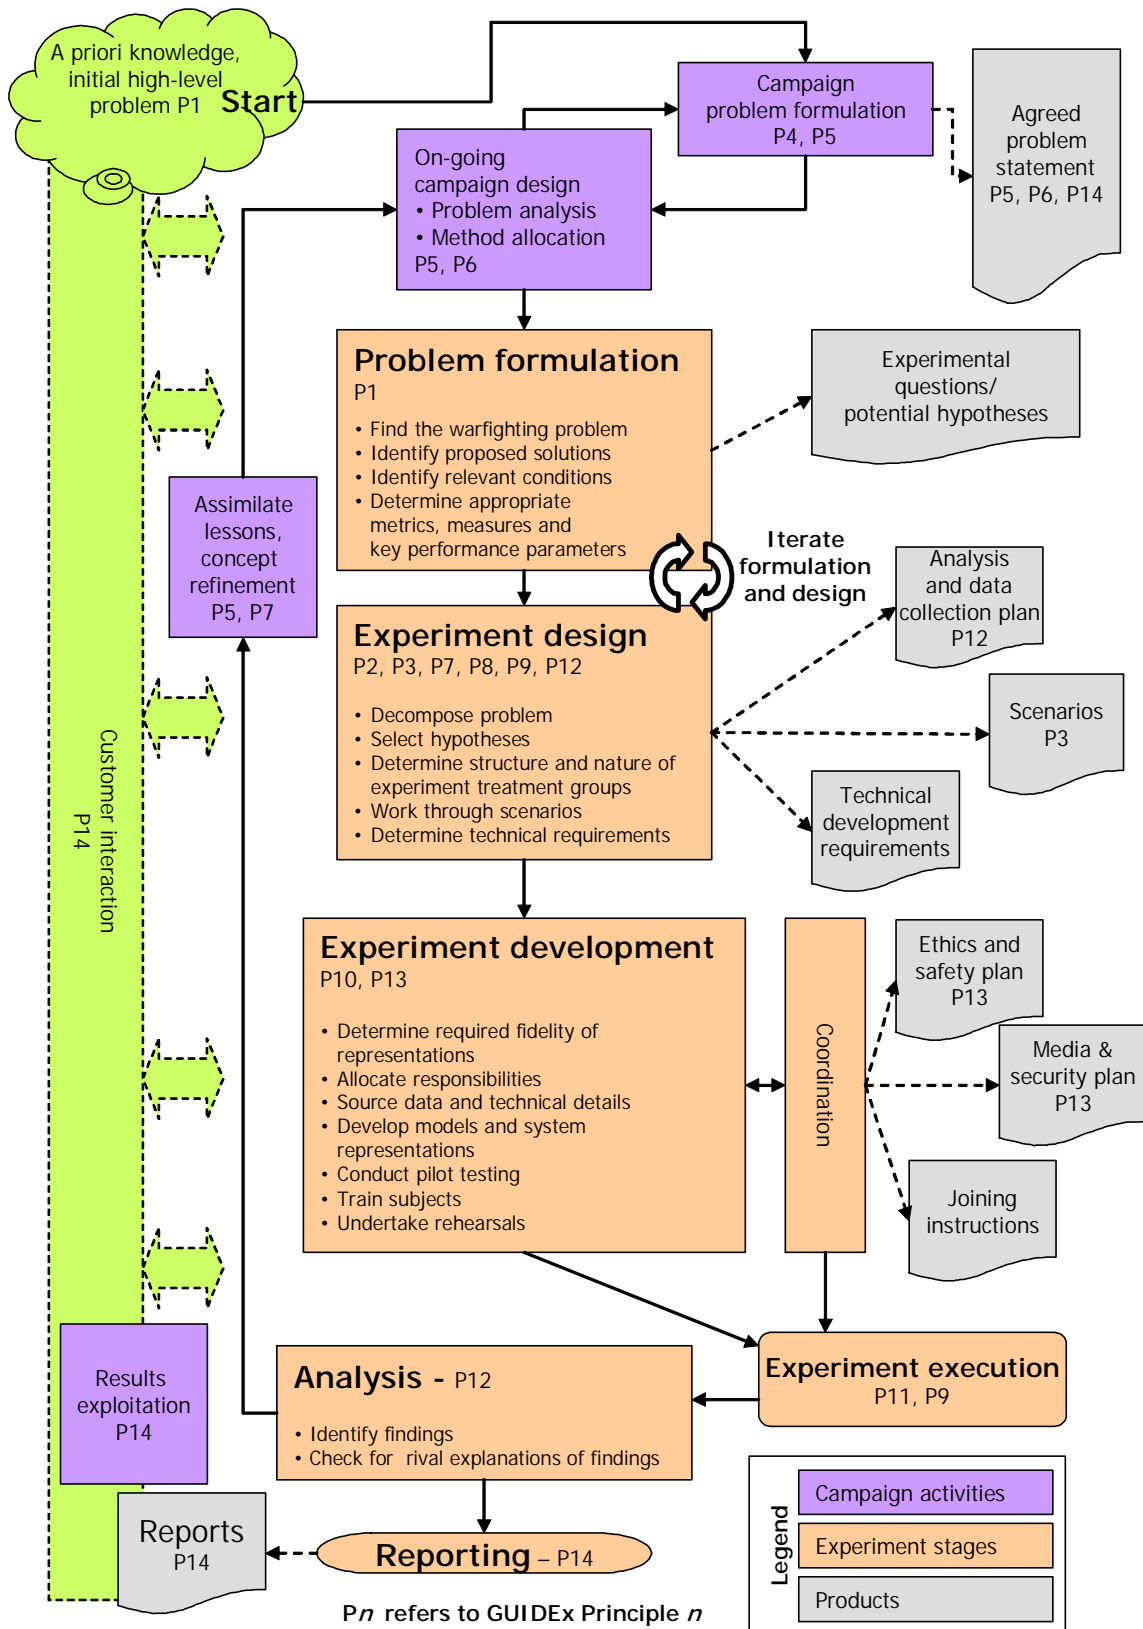 A priori knowledge,
initial high-level
problem P1
Start
Campaign
problem formulation
P4, P5
Agreed
problem
statement
P5, P6, P14
On-going
campaign design
• Problem analysis
• Method allocation
P5, P6
Problem formulation
P1
• Find the warfighting problem
• Identify proposed solutions
• Identify relevant conditions
• Determine appropriate
metrics, measures and
key performance parameters
Experimental
questions/
potential hypotheses
Assimilate
lessons,
concept
refinement
P5, P7
Iterate
formulation
and design
Analysis
and data
collection plan
P12
Experiment design
P2, P3, P7, P8, P9, P12
• Decompose problem
• Select hypotheses
• Determine structure and nature of
experiment treatment groups
• Work through scenarios
• Determine technical requirements
Scenarios
P3
Technical
development
requirements
Customer interaction
P14
Experiment development
P10, P13
• Determine required fidelity of
representations
• Allocate responsibilities
• Source data and technical details
• Develop models and system
representations
• Conduct pilot testing
• Train subjects
• Undertake rehearsals
Coordination
Ethics and
safety plan
P13
Media &
security plan
P13
Joining
instructions
Results
exploitation
P14
Analysis - P12
• Identify findings
• Check for rival explanations of findings
Experiment execution
P11, P9
Reports
P14
Reporting – P14
Pn refers to GUIDEx Principle n
Legend
Campaign activities
Experiment stages
Products